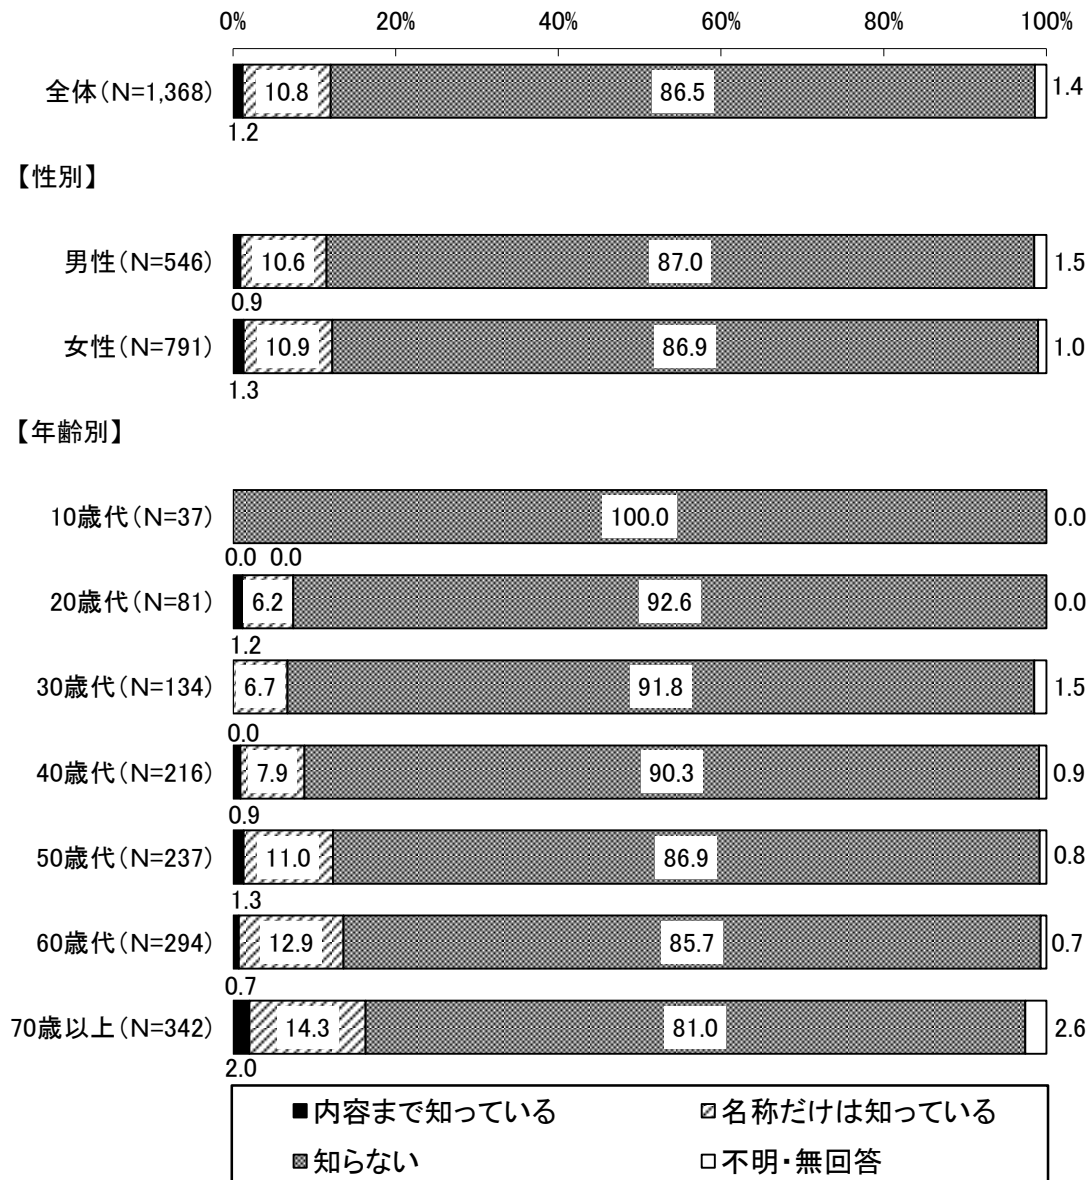 0% 20% 40% 60% 80% 100%
全体(N=1,368) 10.8 86.5 1.4
1.2
【性別】
男性(N=546) 10.6 87.0 1.5
0.9
女性(N=791) 10.9 86.9 1.0
1.3
【年齢別】
10歳代(N=37) 100.0 0.0
0.0 0.0
20歳代(N=81) 6.2 92.6 0.0
1.2
30歳代(N=134) 6.7 91.8 1.5
0.0
40歳代(N=216) 7.9 90.3 0.9
0.9
50歳代(N=237) 11.0 86.9 0.8
1.3
60歳代(N=294) 12.9 85.7 0.7
0.7
70歳以上(N=342) 14.3 81.0 2.6
2.0
内容まで知っている 名称だけは知っている
知らない 不明・無回答